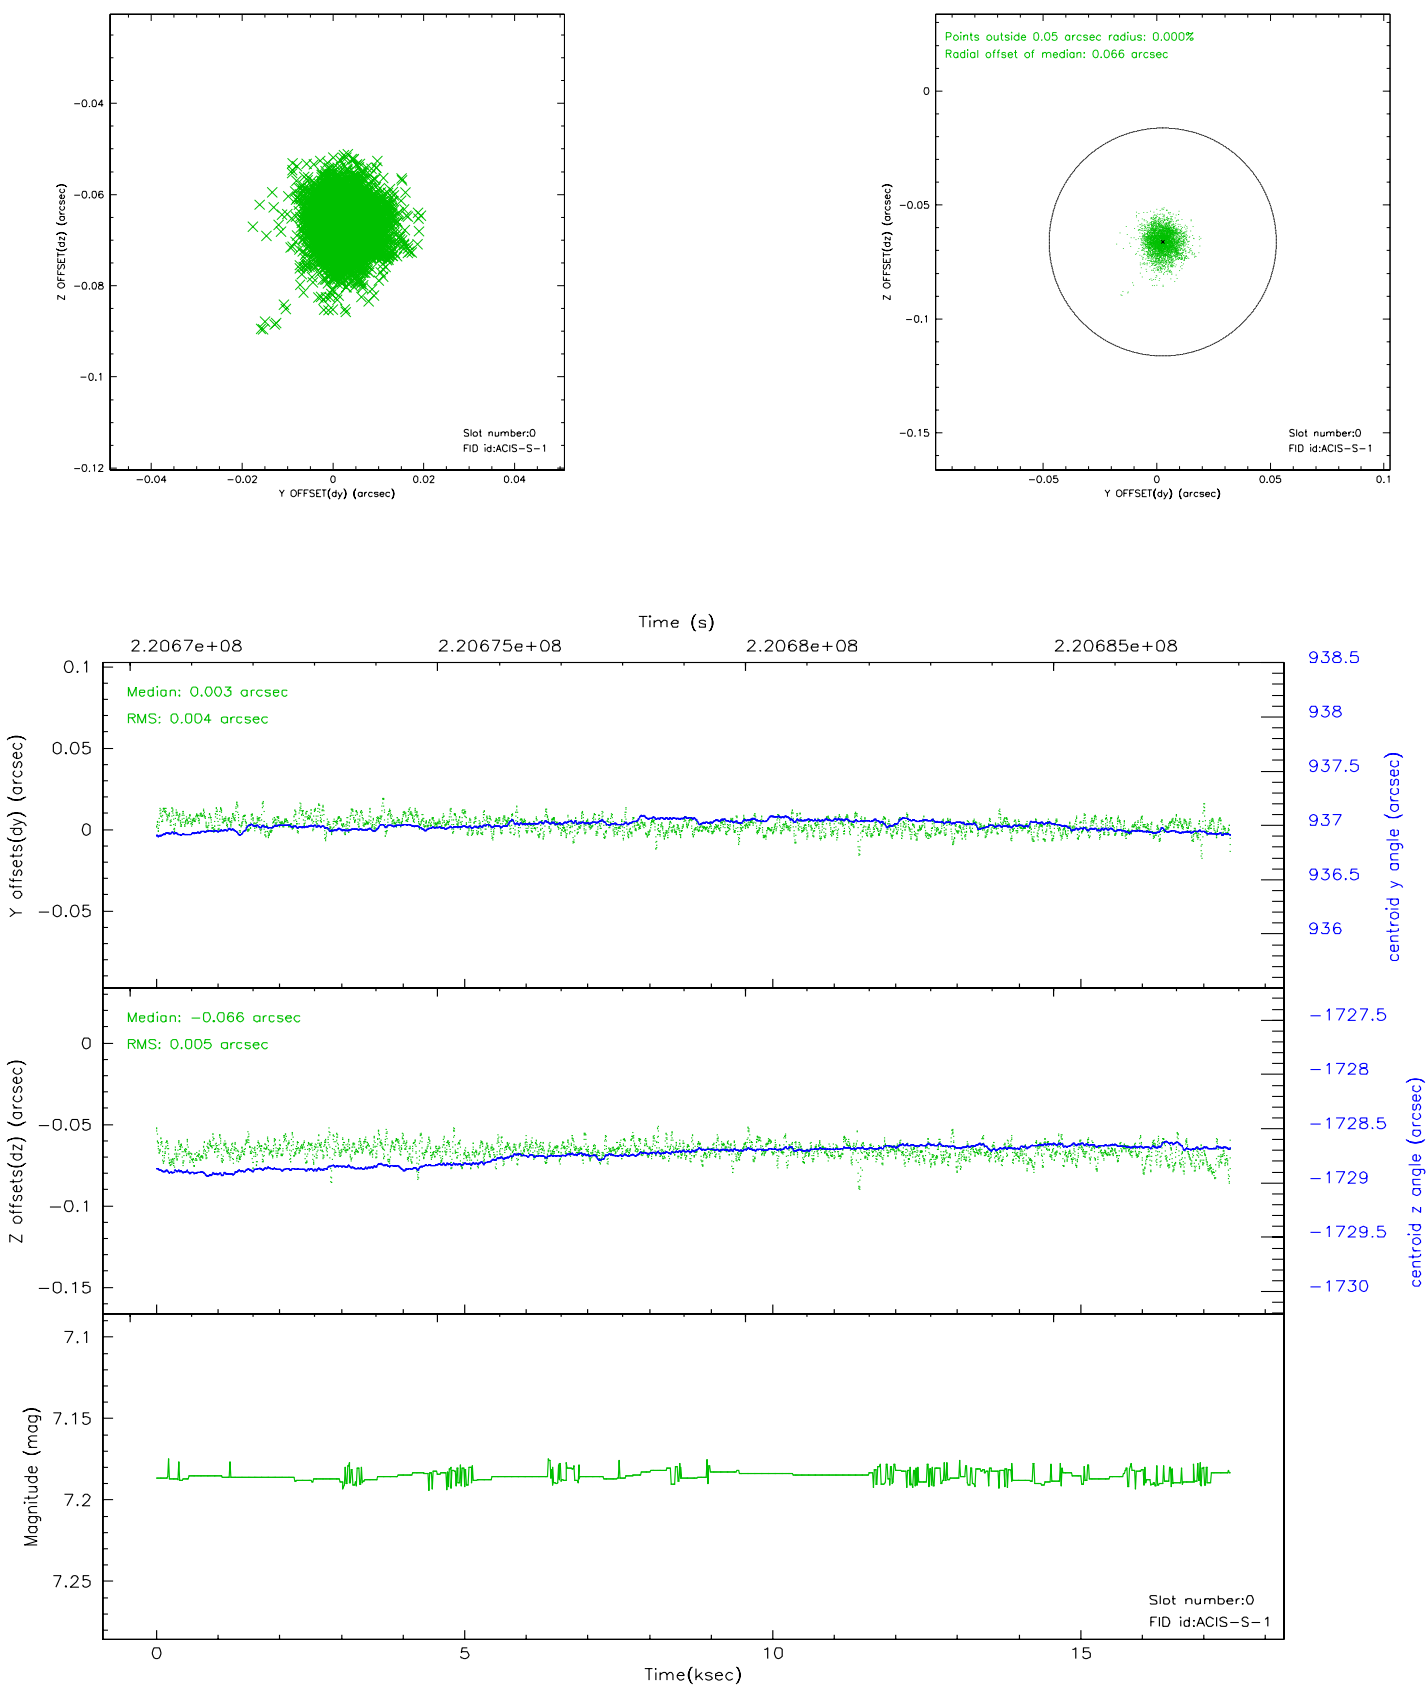 -0.04
-0.06
-0.08
-0.1
-0.12
Z OFFSET(dz) (arcsec)
Slot number:0
FID id:ACIS-S-1
-0.04 -0.02 0 0.02 0.04
Y OFFSET(dy) (arcsec)
Points outside 0.05 arcsec radius: 0.000%
Radial offset of median: 0.066 arcsec
0
-0.05
-0.1
-0.15
Z OFFSET(dz) (arcsec)
Slot number:0
FID id:ACIS-S-1
-0.05 0 0.05 0.1
Y OFFSET(dy) (arcsec)
Time (s)
2.2067e+08 2.20675e+08 2.2068e+08 2.20685e+08
Median: 0.003 arcsec
RMS: 0.004 arcsec
0.1
0.05
0
-0.05
Y offsets(dy) (arcsec)
938.5
938
937.5
937
936.5
936
centroid y angle (arcsec)
Median: -0.066 arcsec
RMS: 0.005 arcsec
0
-0.05
-0.1
-0.15
Z offsets(dz) (arcsec)
-1727.5
-1728
-1728.5
-1729
-1729.5
-1730
centroid z angle (arcsec)
7.1
7.15
7.2
7.25
Magnitude (mag)
Slot number:0
FID id:ACIS-S-1
0 5 10 15
Time(ksec)